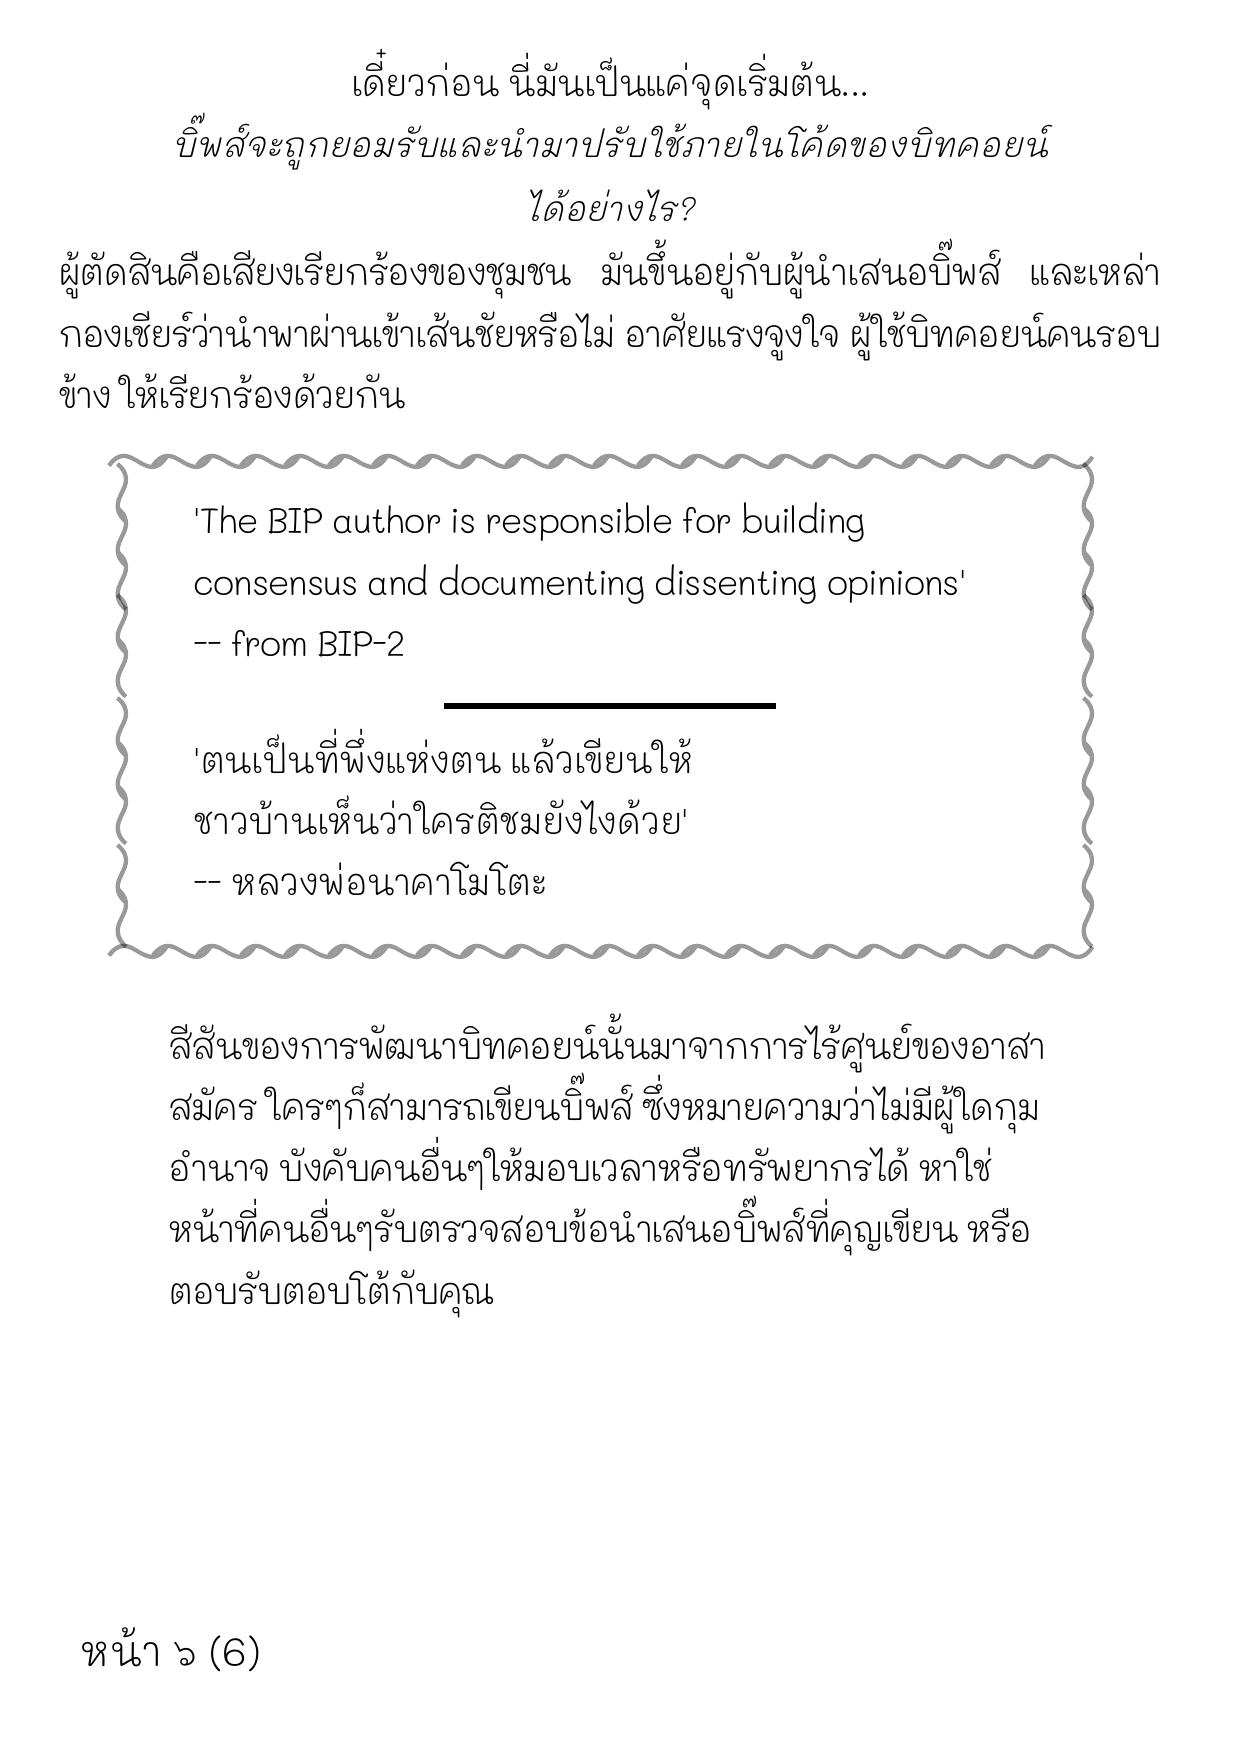 เดี๋ยวก่อน นี่มันเป็นแค่จุดเริ่มต้น...
บิ๊พส์จะถูกยอมรับและนำมาปรับใช้ภายในโค้ดของบิทคอยน์
ได้อย่างไร?
ผู้ตัดสินคือเสียงเรียกร้องของชุมชน มันขึ้นอยู่กับผู้นำเสนอบิ๊พส์ และเหล่า
กองเชียร์ว่านำพาผ่านเข้าเส้นชัยหรือไม่ อาศัยแรงจูงใจ ผู้ใช้บิทคอยน์คนรอบ
ข้าง ให้เรียกร้องด้วยกัน
'The BIP author is responsible for building
consensus and documenting dissenting opinions'
-- from BIP-2
'ตนเป็นที่พึ่งแห่งตน แล้วเขียนให้
ชาวบ้านเห็นว่าใครติชมยังไงด้วย'
-- หลวงพ่อนาคาโมโตะ
สีสันของการพัฒนาบิทคอยน์นั้นมาจากการไร้ศูนย์ของอาสา
สมัคร ใครๆก็สามารถเขียนบิ๊พส์ ซึ่งหมายความว่าไม่มีผู้ใดกุม
อำนาจ บังคับคนอื่นๆให้มอบเวลาหรือทรัพยากรได้ หาใช่
หน้าที่คนอื่นๆรับตรวจสอบข้อนำเสนอบิ๊พส์ที่คุญเขียน หรือ
ตอบรับตอบโต้กับคุณ
หน้า ๖ (6)